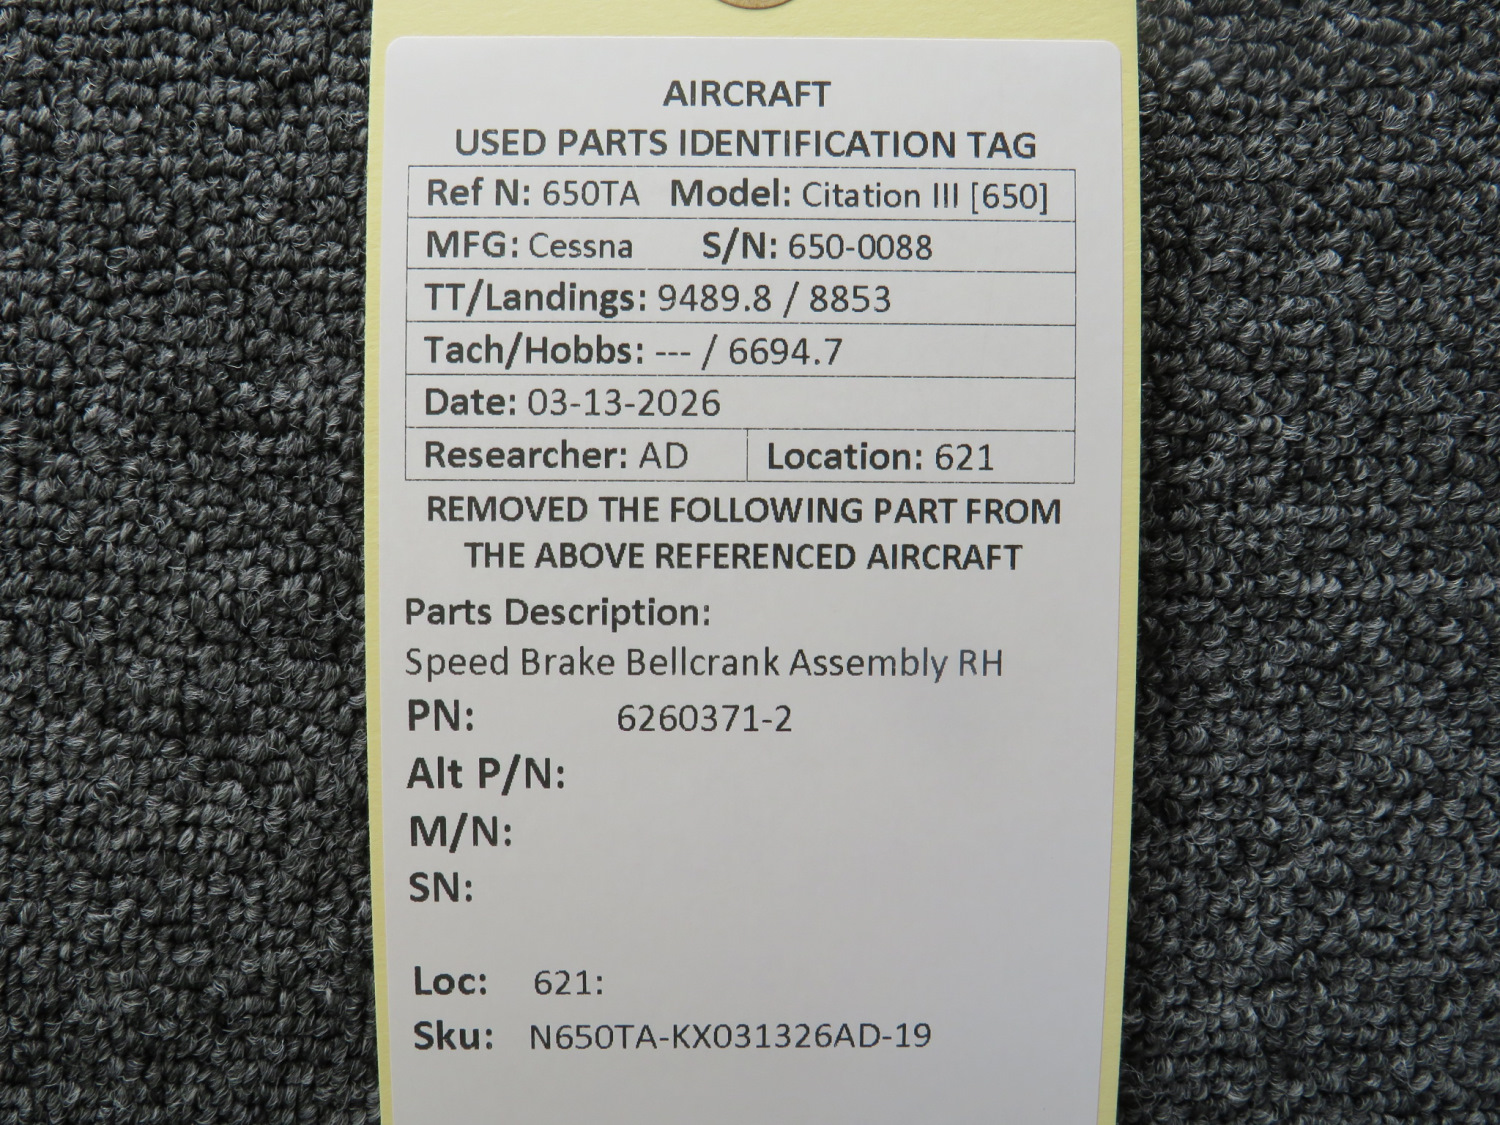 AIRCRAFT
USED PARTS IDENTIFICATION TAG
Ref N: 650TA Model: Citation III [650]
MFG: Cessna S/N: 650-0088
TT/Landings: 9489.8 / 8853
Tach/Hobbs: --- / 6694.7
Date: 03-13-2026
Researcher: AD Location: 621
REMOVED THE FOLLOWING PART FROM
THE ABOVE REFERENCED AIRCRAFT
Parts Description:
Speed Brake Bellcrank Assembly RH
PN: 6260371-2
Alt P/N:
M/N:
SN:
Loc: 621:
Sku: N650TA-KX031326AD-19